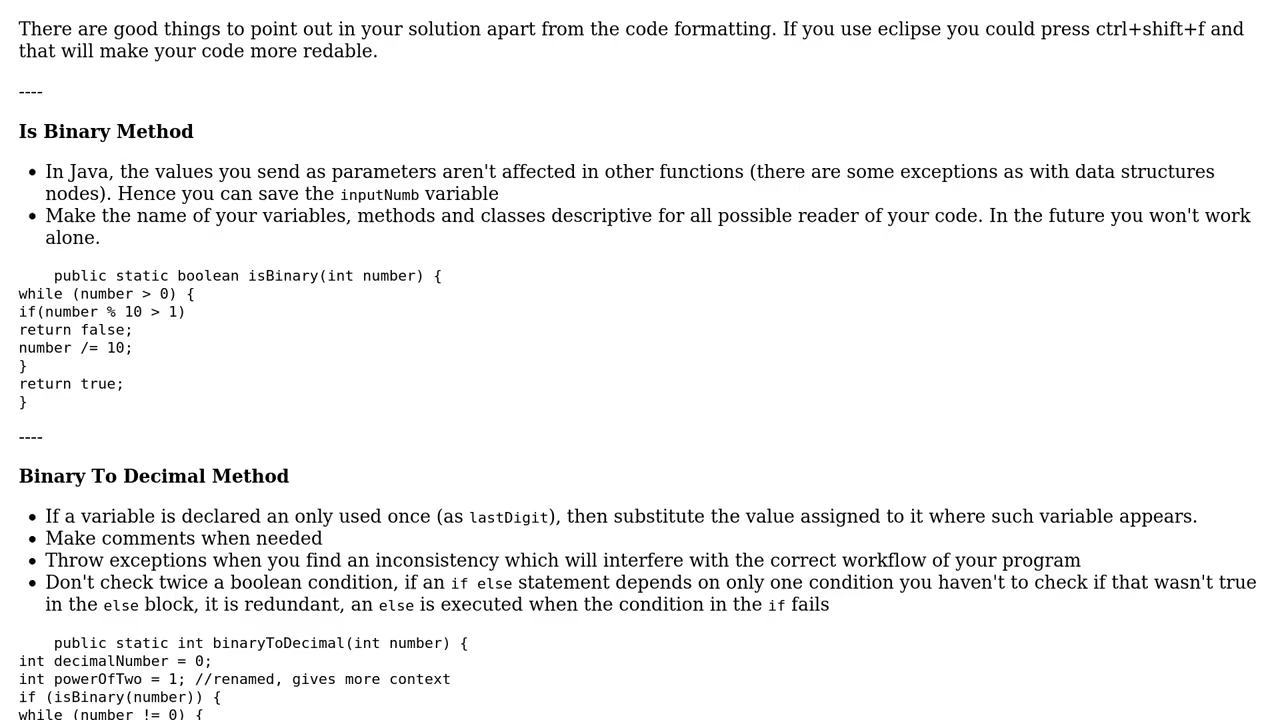 There are good things to point out in your solution apart from the code formatting. If you use eclipse you could press ctrl+shift+f and
that will make your code more redable.
----
Is Binary Method
• In Java, the values you send as parameters aren't affected in other functions (there are some exceptions as with data structures
nodes). Hence you can save the inputNumb variable
• Make the name of your variables, methods and classes descriptive for all possible reader of your code. In the future you won't work
alone.
    public static boolean isBinary(int number) {
while (number > 0) {
if(number % 10 > 1)
return false;
number /= 10;
}
return true;
}
----
Binary To Decimal Method
• If a variable is declared an only used once (as lastDigit), then substitute the value assigned to it where such variable appears.
• Make comments when needed
• Throw exceptions when you find an inconsistency which will interfere with the correct workflow of your program
• Don't check twice a boolean condition, if an if else statement depends on only one condition you haven't to check if that wasn't true
in the else block, it is redundant, an else is executed when the condition in the if fails
    public static int binaryToDecimal(int number) {
int decimalNumber = 0;
int powerOfTwo = 1; //renamed, gives more context
if (isBinary(number)) {
while (number != 0) {